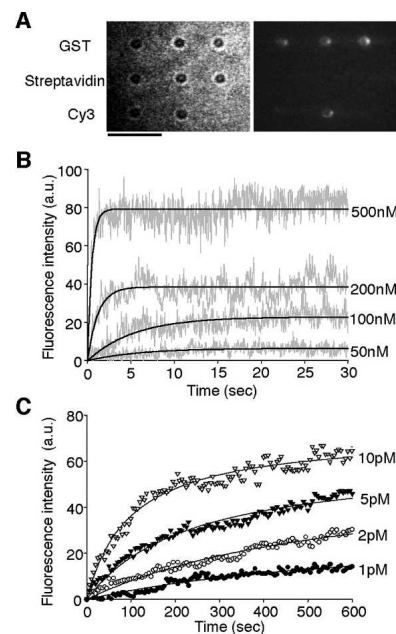 A
GST
Streptavidin
Cy3
B
Fluorescence intensity (a.u.)
100
80
60
40
20
0
500nM
200nM
100nM
50nM
0 5 10 15 20 25 30
Time (sec)
C
Fluorescence intensity (a.u.)
80
60
40
20
0
10pM
5pM
2pM
1pM
0 100 200 300 400 500 600
Time (sec)